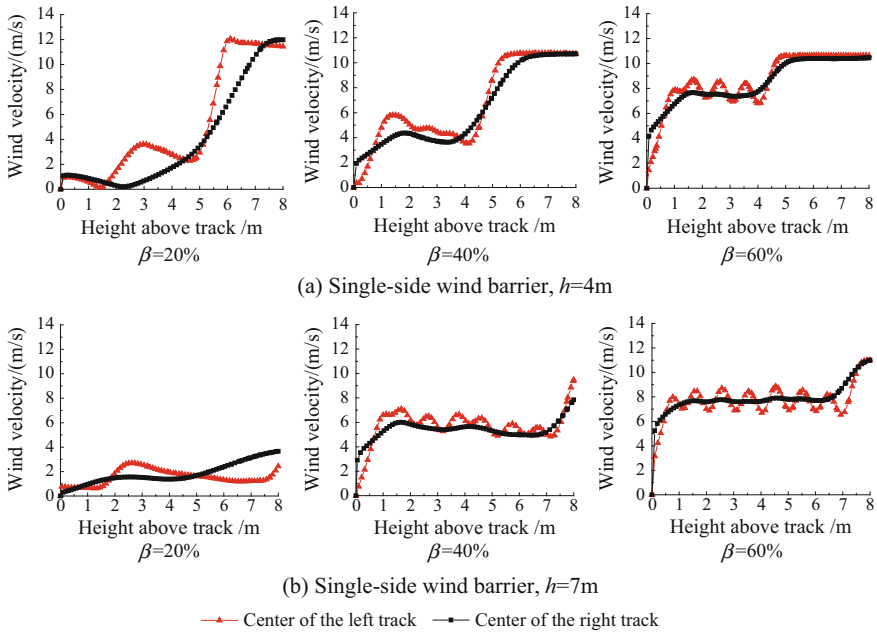 14
12
10
8
6
4
2
0
Wind velocity/(m/s)
0 1 2 3 4 5 6 7 8
Height above track /m
β=20%
14
12
10
8
6
4
2
0
Wind velocity/(m/s)
0 1 2 3 4 5 6 7 8
Height above track /m
β=40%
14
12
10
8
6
4
2
0
Wind velocity/(m/s)
0 1 2 3 4 5 6 7 8
Height above track /m
β=60%
(a) Single-side wind barrier, h=4m
14
12
10
8
6
4
2
0
Wind velocity/(m/s)
0 1 2 3 4 5 6 7 8
Height above track /m
β=20%
14
12
10
8
6
4
2
0
Wind velocity/(m/s)
0 1 2 3 4 5 6 7 8
Height above track /m
β=40%
14
12
10
8
6
4
2
0
Wind velocity/(m/s)
0 1 2 3 4 5 6 7 8
Height above track /m
β=60%
(b) Single-side wind barrier, h=7m
Center of the left track Center of the right track